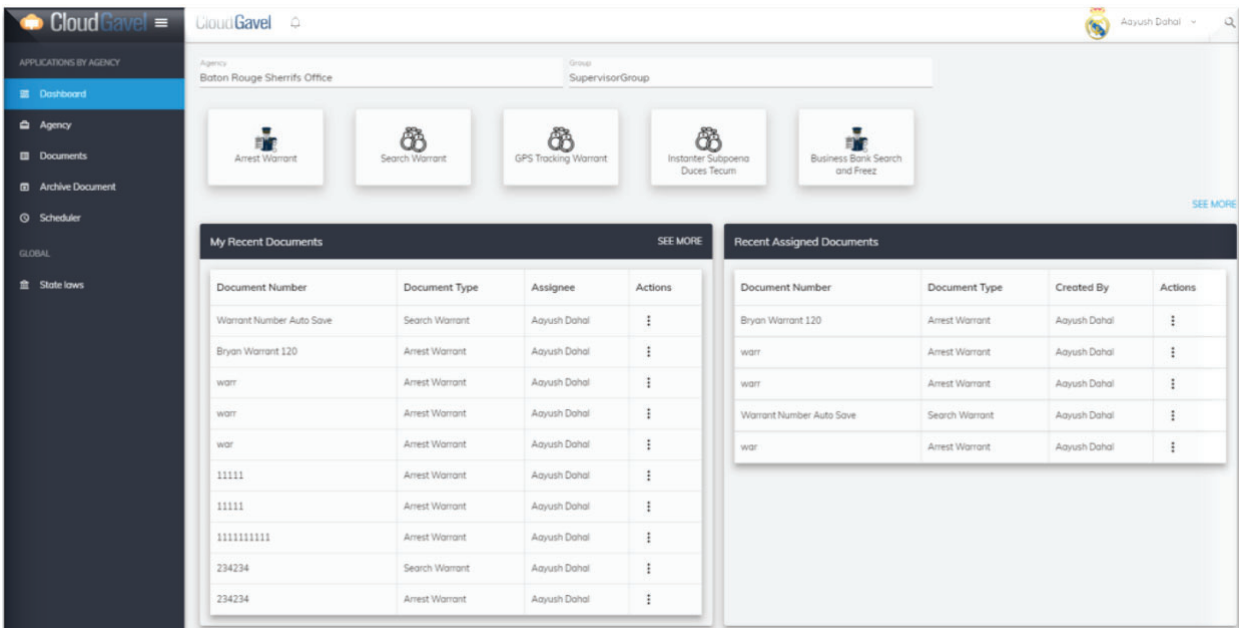 CloudGavel
CloudGavel
Aayush Dahal
APPLICATIONS BY AGENCY
Dashboard
Agency
Documents
Archive Document
Scheduler
GLOBAL
State laws
Agency
Baton Rouge Sherrifs Office
Group
SupervisorGroup
Arrest Warrant
Search Warrant
GPS Tracking Warrant
Instanter Subpoena
Duces Tecum
Business Bank Search
and Freez
SEE MORE
My Recent Documents SEE MORE
Document Number Document Type Assignee Actions
Warrant Number Auto Save Search Warrant Aayush Dahal
Bryan Warrant 120 Arrest Warrant Aayush Dahal
warr Arrest Warrant Aayush Dahal
warr Arrest Warrant Aayush Dahal
war Arrest Warrant Aayush Dahal
11111 Arrest Warrant Aayush Dahal
11111 Arrest Warrant Aayush Dahal
1111111111 Arrest Warrant Aayush Dahal
234234 Search Warrant Aayush Dahal
234234 Arrest Warrant Aayush Dahal
Recent Assigned Documents
Document Number Document Type Created By Actions
Bryan Warrant 120 Arrest Warrant Aayush Dahal
warr Arrest Warrant Aayush Dahal
warr Arrest Warrant Aayush Dahal
Warrant Number Auto Save Search Warrant Aayush Dahal
war Arrest Warrant Aayush Dahal